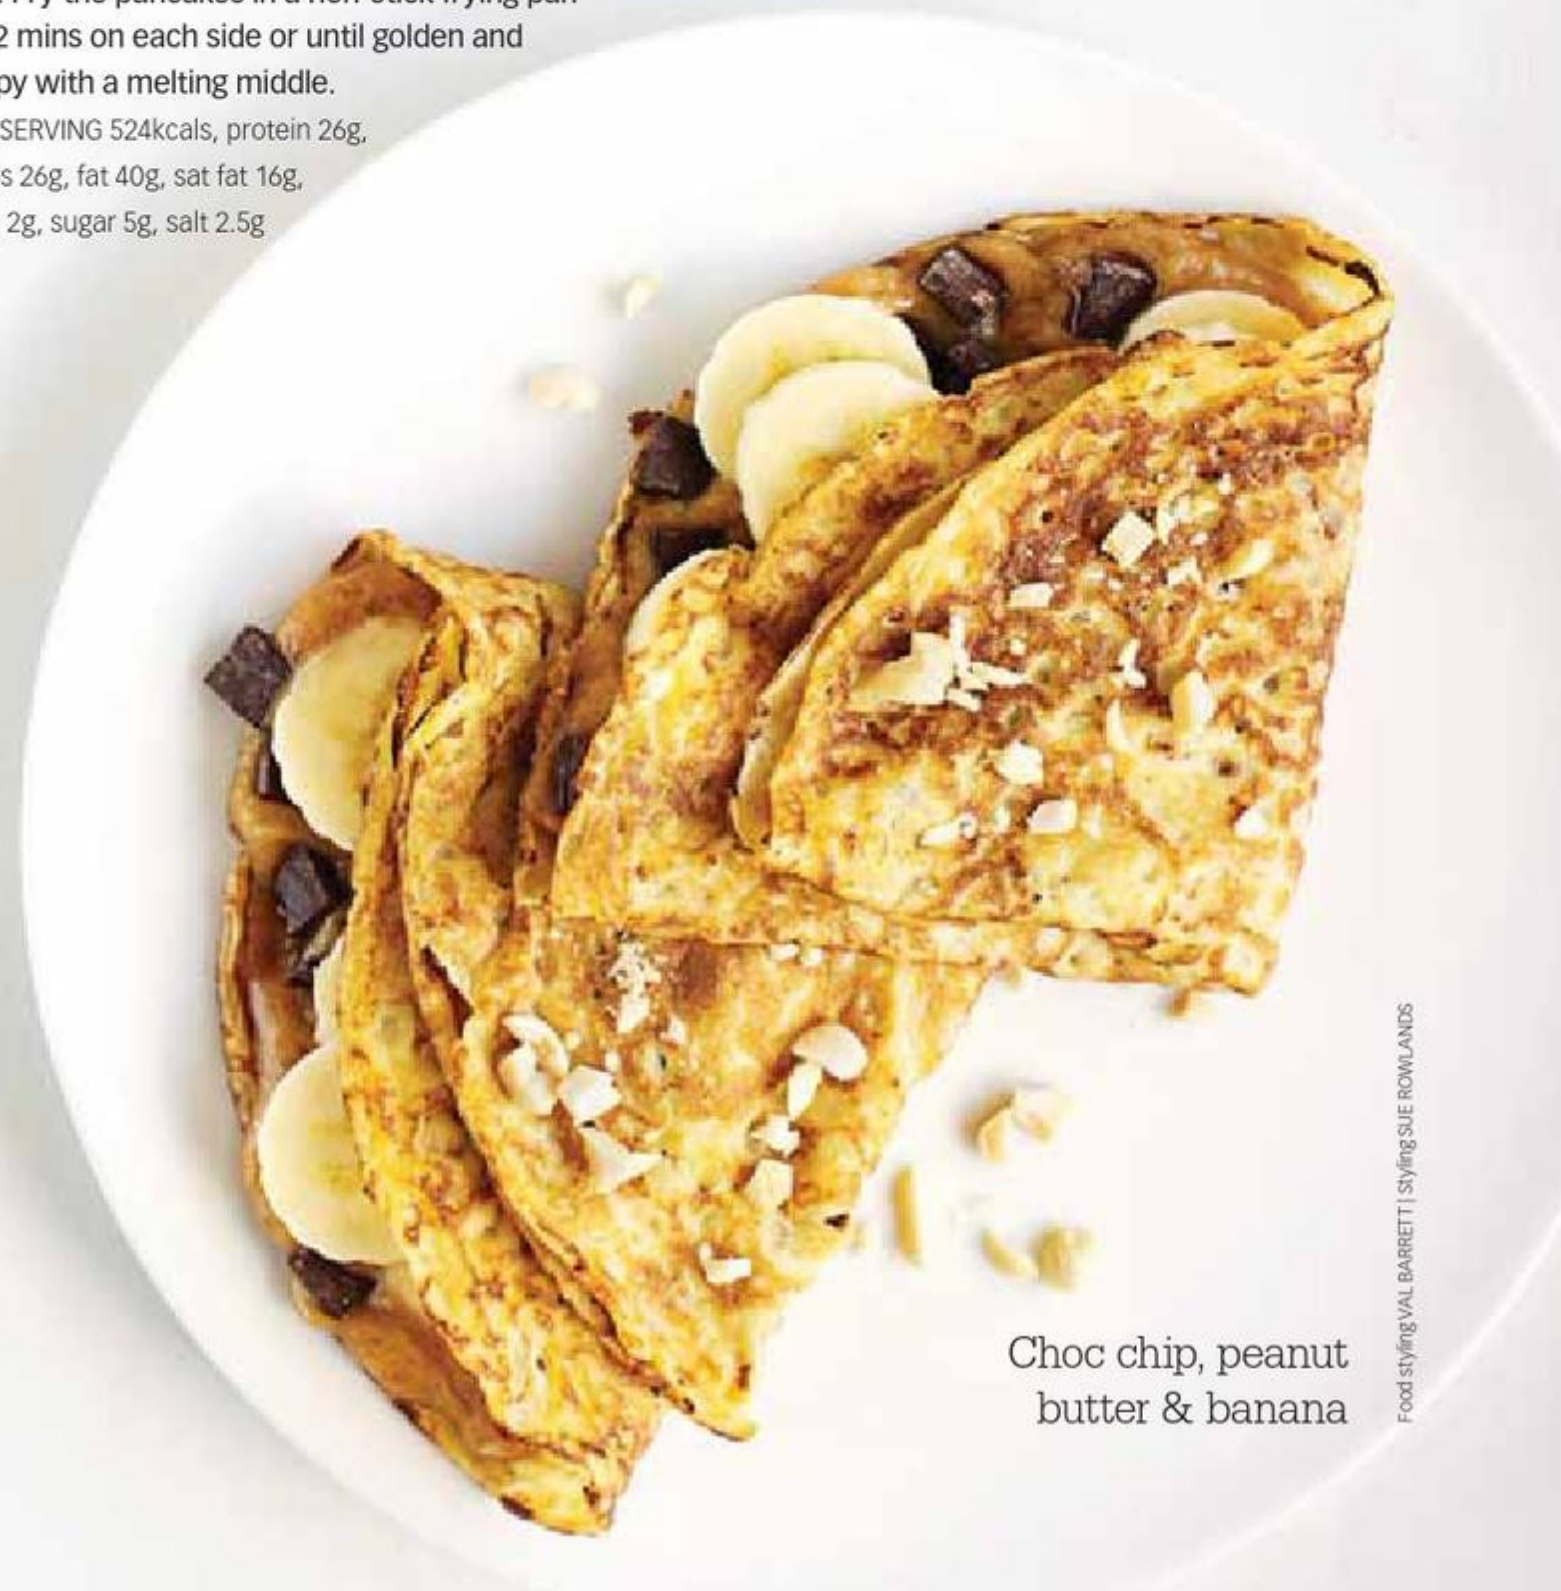 2 mins on each side or until golden and
py with a melting middle.
SERVING 524kcals, protein 26g,
s 26g, fat 40g, sat fat 16g,
2g, sugar 5g, salt 2.5g
Choc chip, peanut
butter & banana
Food styling VAL BARRETT | Styling SUE ROWLANDS